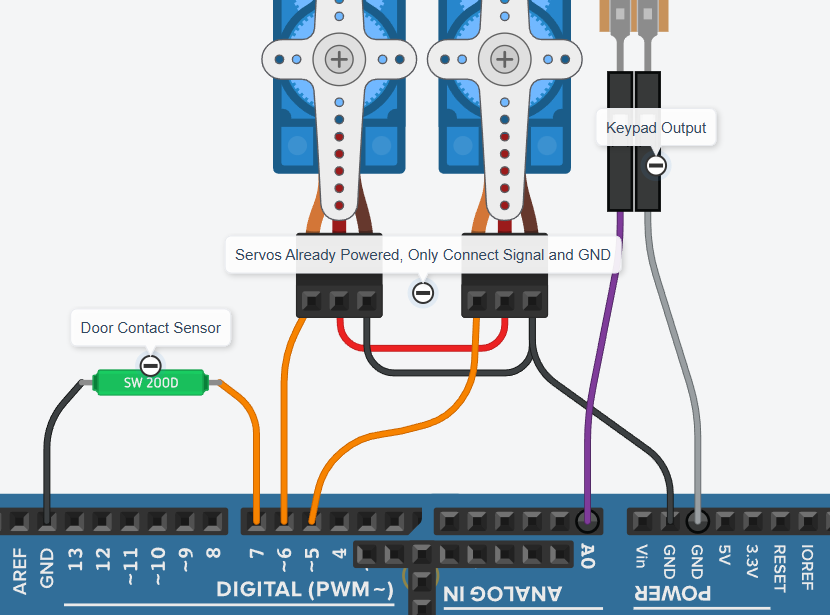 Keypad Output
Servos Already Powered, Only Connect Signal and GND
Door Contact Sensor
SW 200D
AREF
GND
13
12
~11
~10
~9
8
7
~6
~5
4
A0
Vin
GND
GND
5V
3.3V
RESET
IOREF
DIGITAL (PWM~)
ANALOG IN
POWER